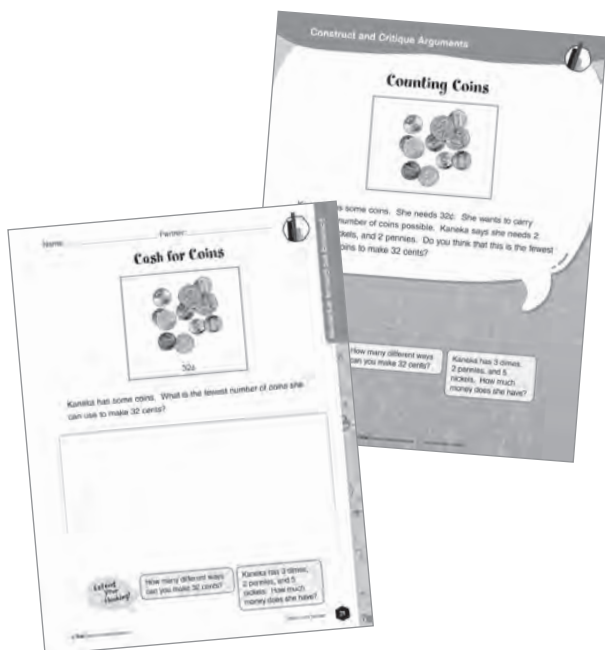 Construct and Critique Arguments
Counting Coins
s some coins. She needs 32¢. She wants to carry
number of coins possible. Kaneka says she needs 2
ckels, and 2 pennies. Do you think that this is the fewest
oins to make 32 cents?
How many different ways
can you make 32 cents?
Kaneka has 3 dimes,
2 pennies, and 5
nickels. How much
money does she have?
Name
Partner
Cash for Coins
32¢
Kaneka has some coins. What is the fewest number of coins she
can use to make 32 cents?
Extend
Your
Thinking!
How many different ways
can you make 32 cents?
Kaneka has 3 dimes,
2 pennies, and 5
nickels. How much
money does she have?